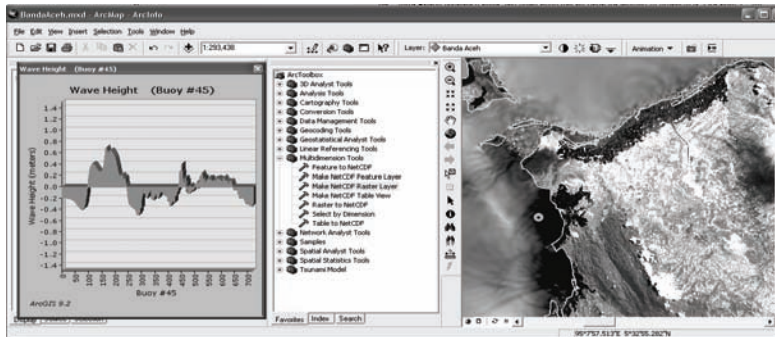 BandaAceh.mxd - ArcMap - ArcInfo
File Edit View Insert Selection Tools Window Help
1:293,438
Layer: Banda Aceh
Animation
Wave Height (Buoy #45)
Wave Height (Buoy #45)
Wave Height (meters)
1.4
1.2
1.0
0.8
0.6
0.4
0.2
0.0
-0.2
-0.4
-0.6
-0.8
-1.0
-1.2
-1.4
0 50 100 150 200 250 300 350 400 450 500 550 600 650 700
Buoy #45
ArcGIS 9.2
Display
ArcToolbox
3D Analyst Tools
Analysis Tools
Cartography Tools
Conversion Tools
Data Management Tools
Geocoding Tools
Geostatistical Analyst Tools
Linear Referencing Tools
Multidimension Tools
Feature to NetCDF
Make NetCDF Feature Layer
Make NetCDF Raster Layer
Make NetCDF Table View
Raster to NetCDF
Select by Dimension
Table to NetCDF
Network Analyst Tools
Samples
Spatial Analyst Tools
Spatial Statistics Tools
Tsunami Model
Favorites Index Search
95°7'57.513"E 5°32'55.282"N